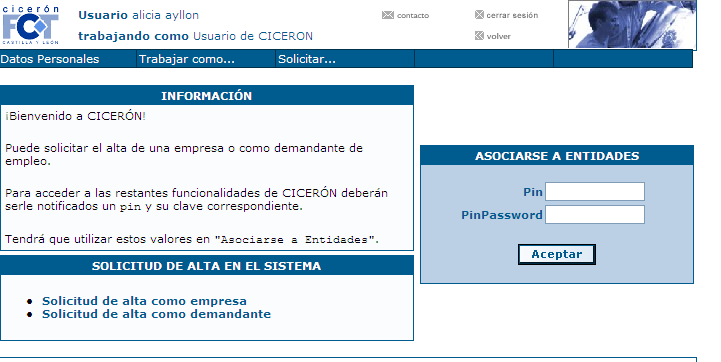 cicerón
FCT
CASTILLA Y LEÓN
Usuario alicia ayllon
trabajando como Usuario de CICERON
contacto
cerrar sesión
volver
Datos Personales
Trabajar como...
Solicitar...
INFORMACIÓN
¡Bienvenido a CICERÓN!
Puede solicitar el alta de una empresa o como demandante de
empleo.
Para acceder a las restantes funcionalidades de CICERÓN deberán
serle notificados un pin y su clave correspondiente.
Tendrá que utilizar estos valores en "Asociarse a Entidades".
SOLICITUD DE ALTA EN EL SISTEMA
Solicitud de alta como empresa
Solicitud de alta como demandante
ASOCIARSE A ENTIDADES
Pin
PinPassword
Aceptar